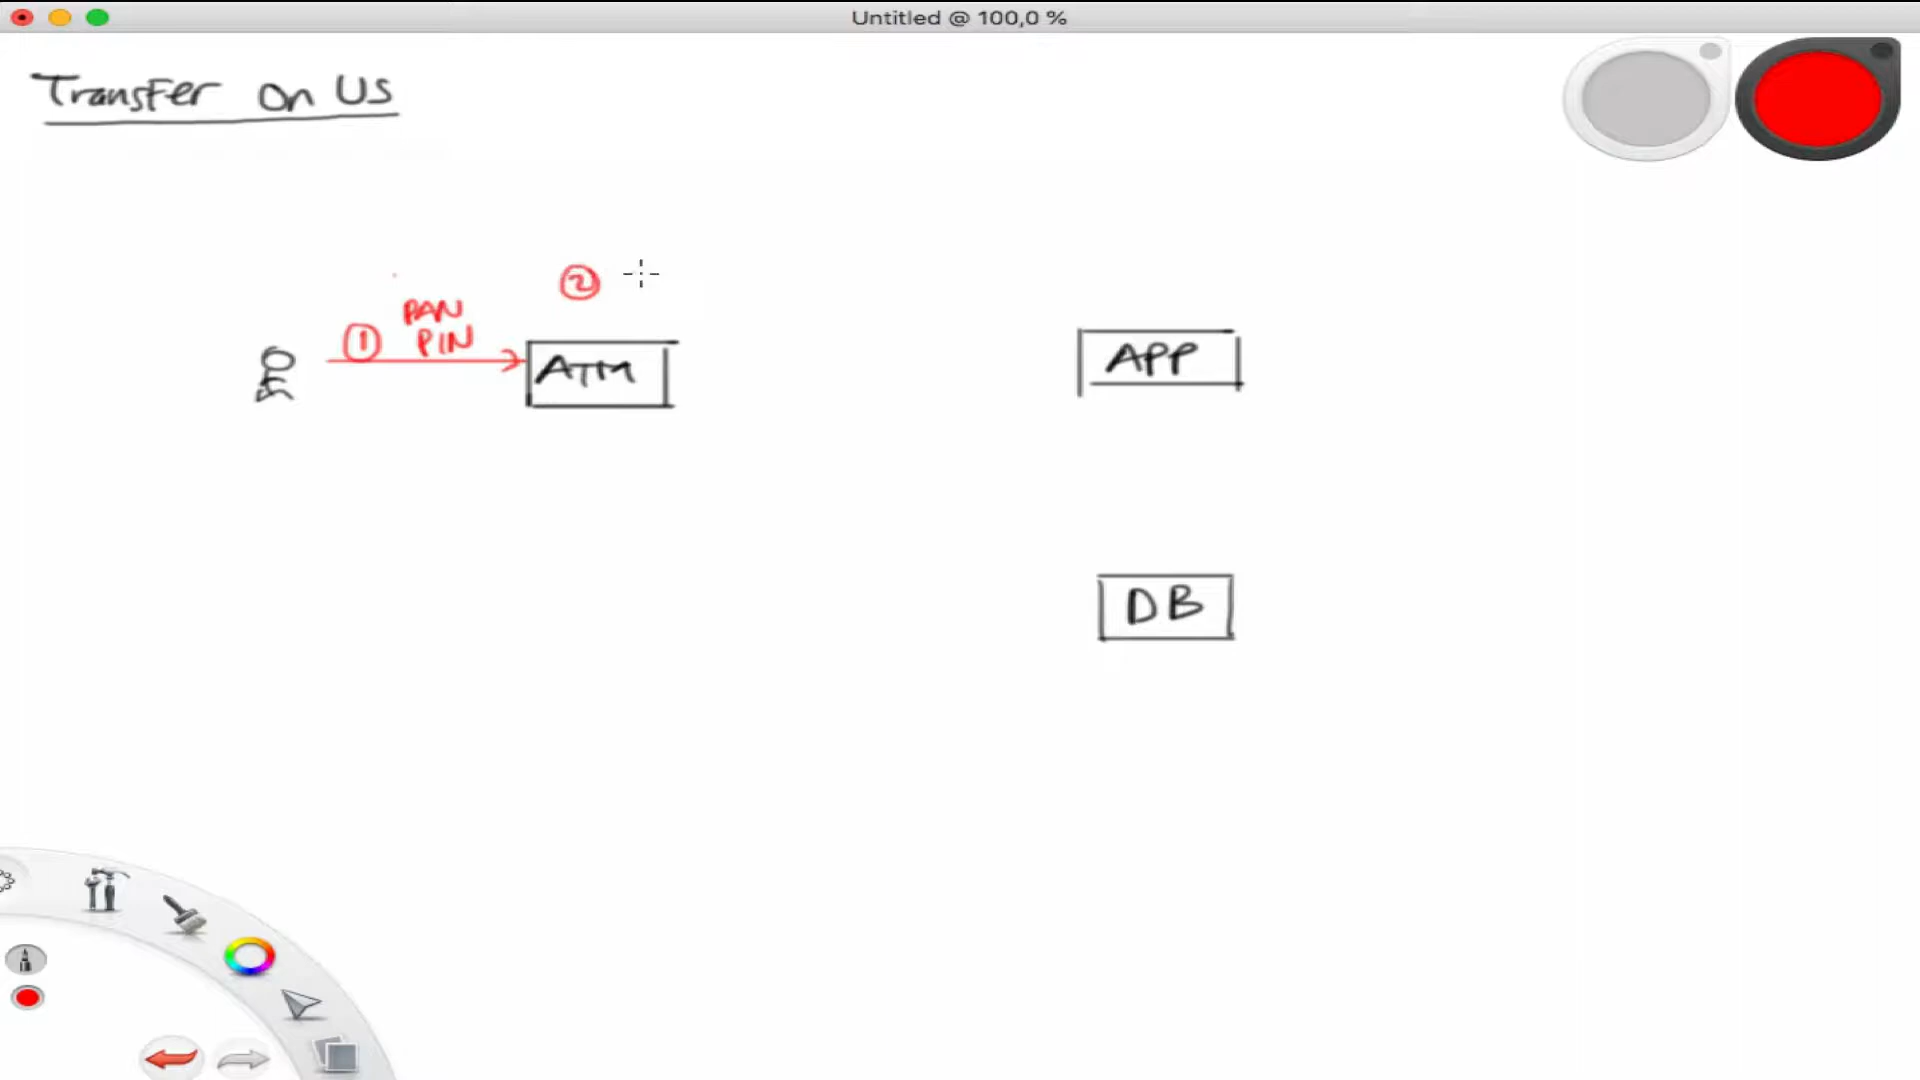 Untitled @ 100,0 %
Transfer On Us
②
PAN
① PIN
ATM
APP
DB